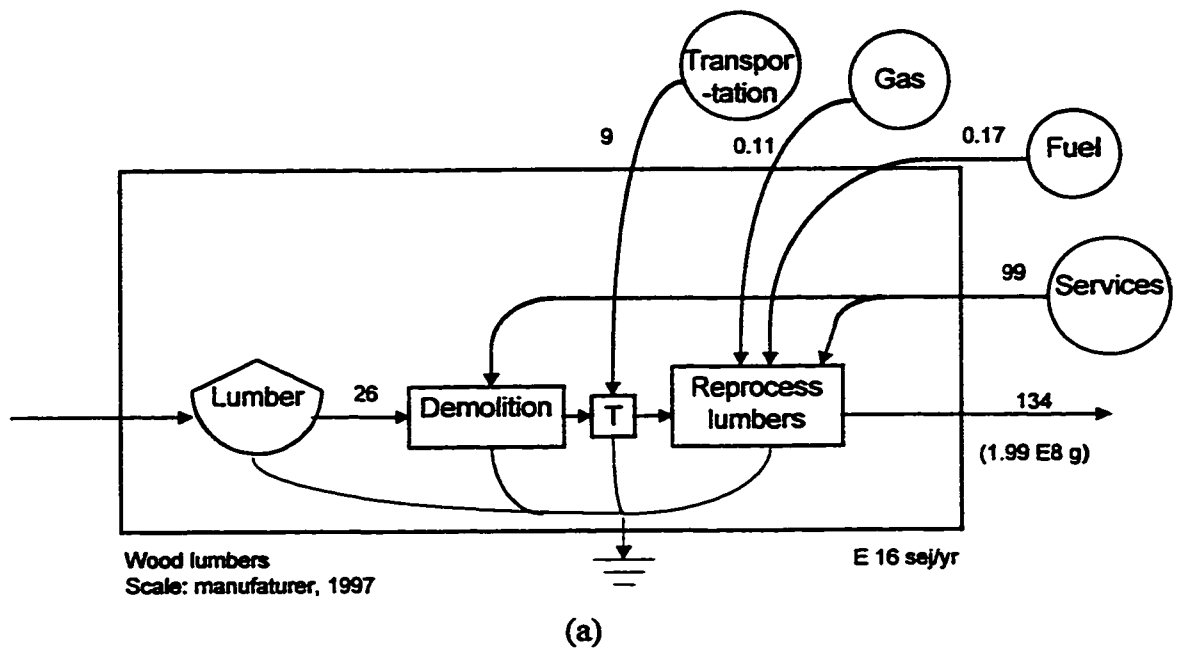 Transpor
-tation
Gas
Fuel
Services
9
0.11
0.17
99
Lumber
26
Demolition
T
Reprocess
lumbers
134
(1.99 E8 g)
Wood lumbers
Scale: manufaturer, 1997
E 16 sej/yr
(a)